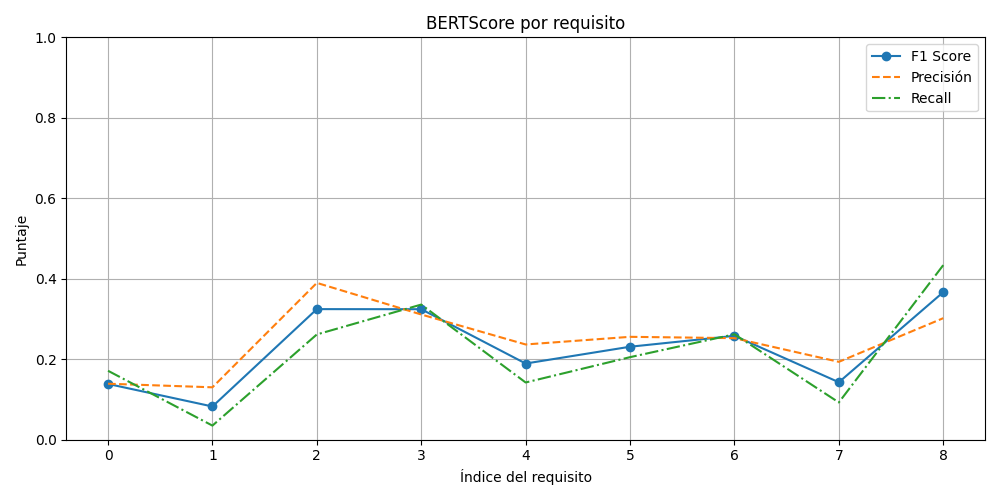 BERTScore por requisito
1.0
0.8
0.6
0.4
0.2
0.0
Puntaje
F1 Score
Precisión
Recall
0 1 2 3 4 5 6 7 8
Índice del requisito